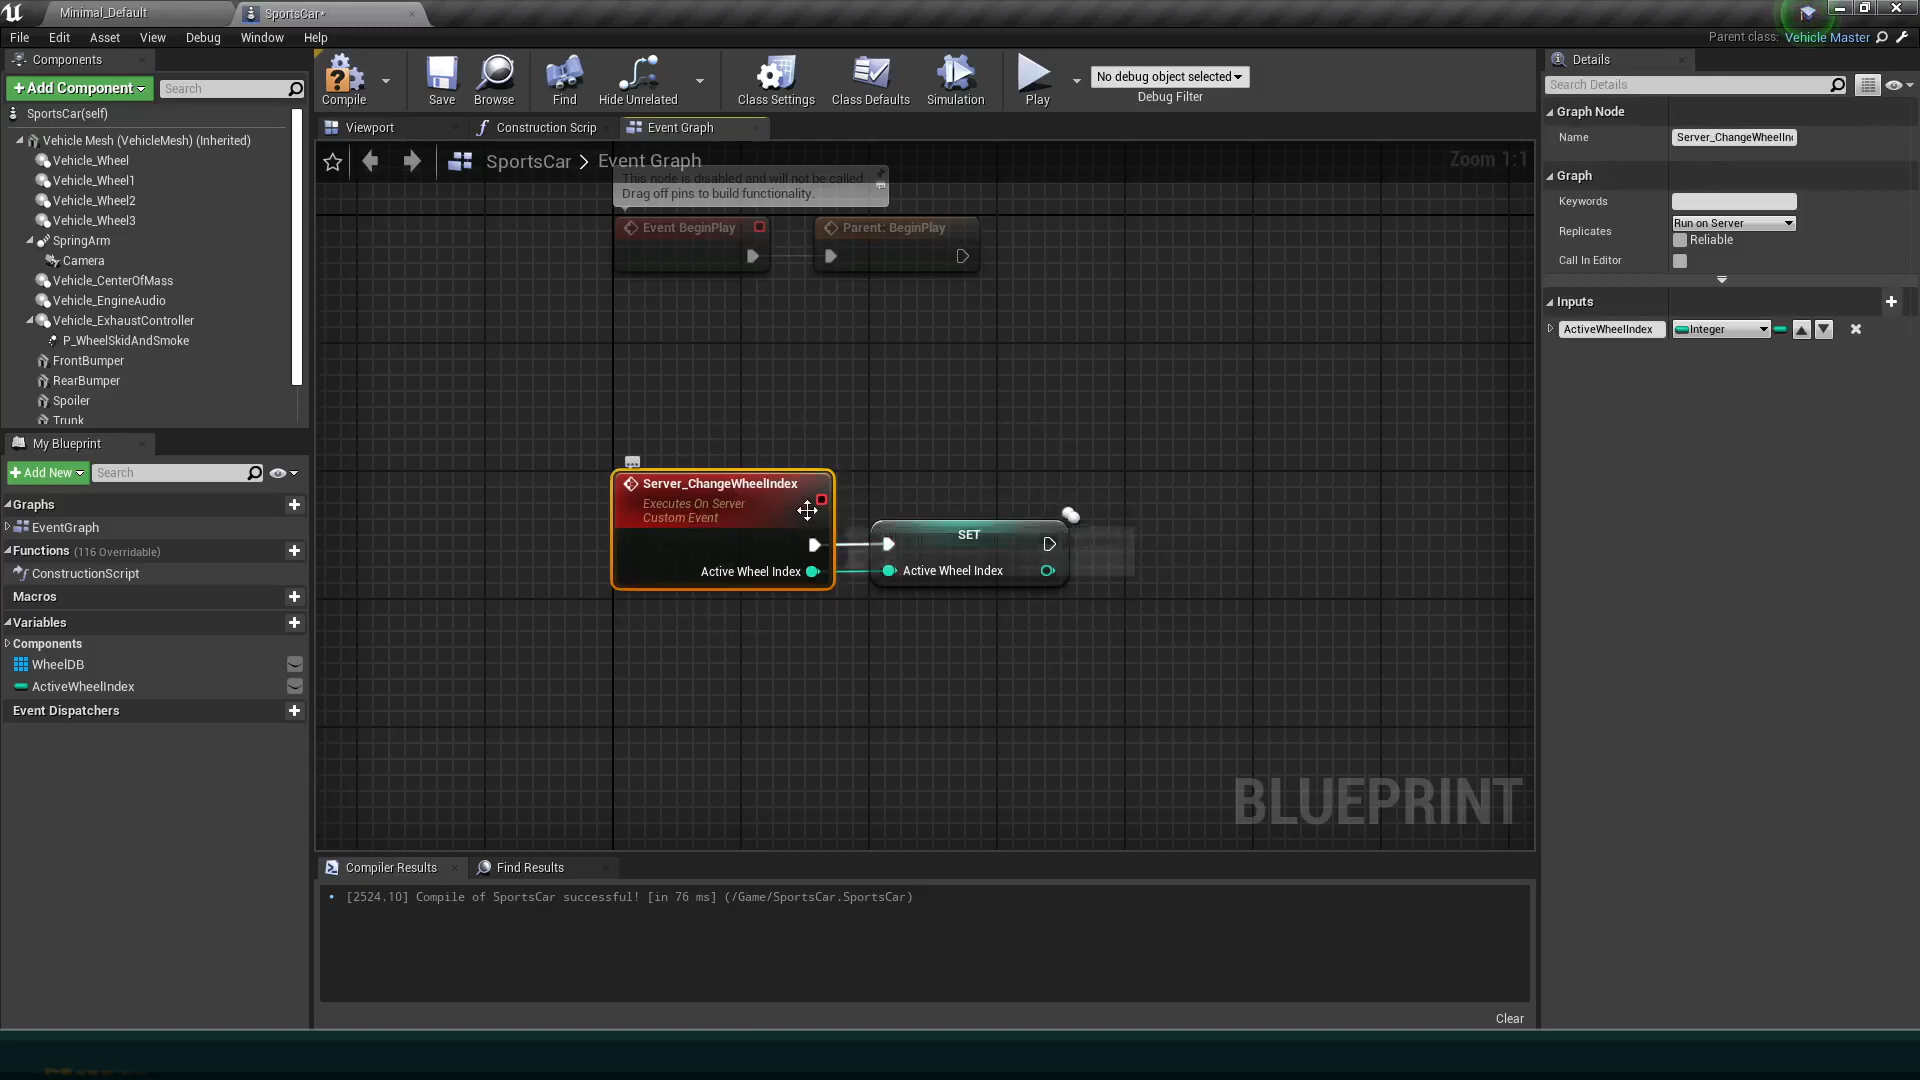 Minimal_Default
SportsCar*
File Edit Asset View Debug Window Help
Parent class: Vehicle Master
Components
+Add Component
Search
SportsCar(self)
Vehicle Mesh (VehicleMesh) (Inherited)
Vehicle_Wheel
Vehicle_Wheel1
Vehicle_Wheel2
Vehicle_Wheel3
SpringArm
Camera
Vehicle_CenterOfMass
Vehicle_EngineAudio
Vehicle_ExhaustController
P_WheelSkidAndSmoke
FrontBumper
RearBumper
Spoiler
Trunk
My Blueprint
+Add New
Search
Graphs
EventGraph
Functions (116 Overridable)
ConstructionScript
Macros
Variables
Components
WheelDB
ActiveWheelIndex
Event Dispatchers
Compile
Save
Browse
Find
Hide Unrelated
Class Settings
Class Defaults
Simulation
Play
No debug object selected
Debug Filter
Viewport
Construction Scrip
Event Graph
SportsCar > Event Graph
Zoom 1:1
This node is disabled and will not be called.
Drag off pins to build functionality.
Event BeginPlay
Parent: BeginPlay
Server_ChangeWheelIndex
Executes On Server
Custom Event
Active Wheel Index
SET
Active Wheel Index
BLUEPRINT
Compiler Results
Find Results
[2524.10] Compile of SportsCar successful! [in 76 ms] (/Game/SportsCar.SportsCar)
Clear
Details
Search Details
Graph Node
Name Server_ChangeWheelInd
Graph
Keywords
Replicates
Run on Server
Reliable
Call In Editor
Inputs
ActiveWheelIndex
Integer